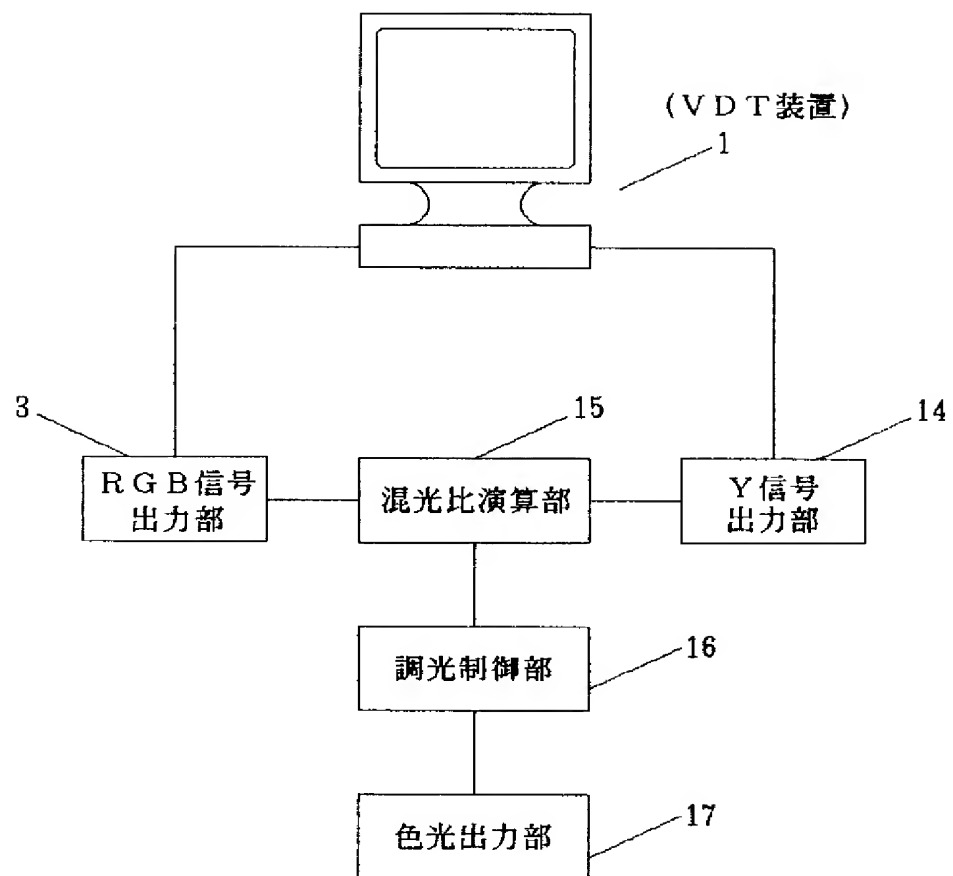 (ＶＤＴ装置)
1
3
15
14
ＲＧＢ信号
出力部
混光比演算部
Ｙ信号
出力部
調光制御部
16
色光出力部
17